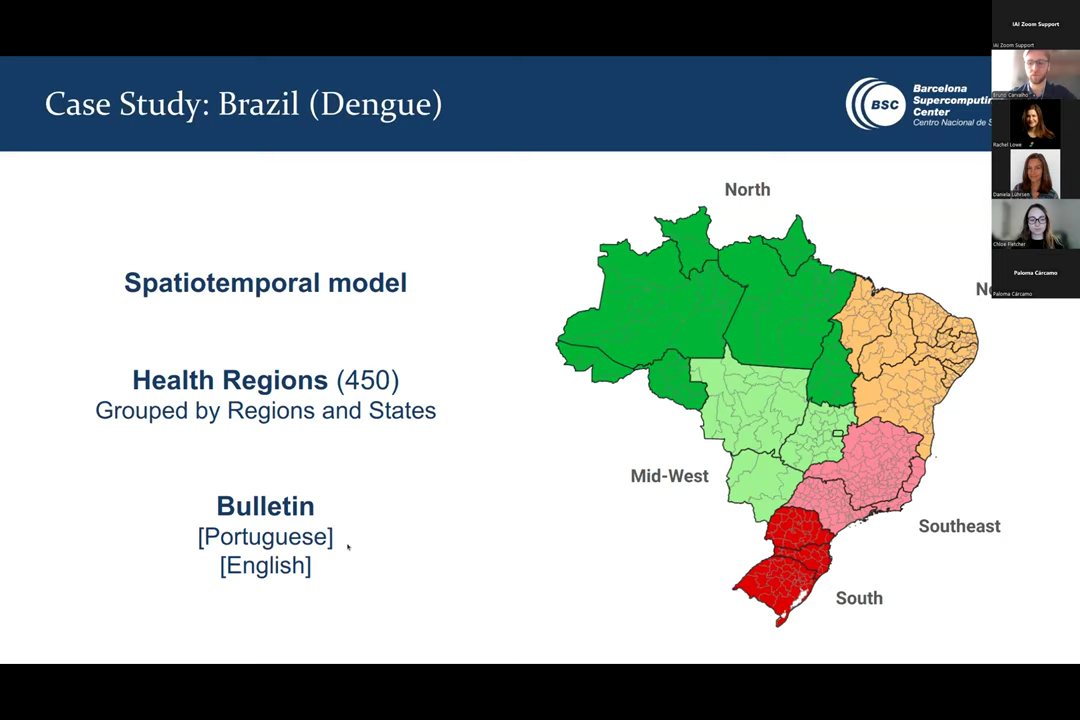 Case Study: Brazil (Dengue)
BSC
Barcelona
Supercomputin
Center
Centro Nacional de S
IAI Zoom Support
IAI Zoom Support
Bruno Carvalho
Rachel Lowe
Daniela Lührsen
Chloe Fletcher
Paloma Cárcamo
Paloma Cárcamo
North
Spatiotemporal model
Health Regions (450)
Grouped by Regions and States
Mid-West
Bulletin
[Portuguese]
[English]
Southeast
South